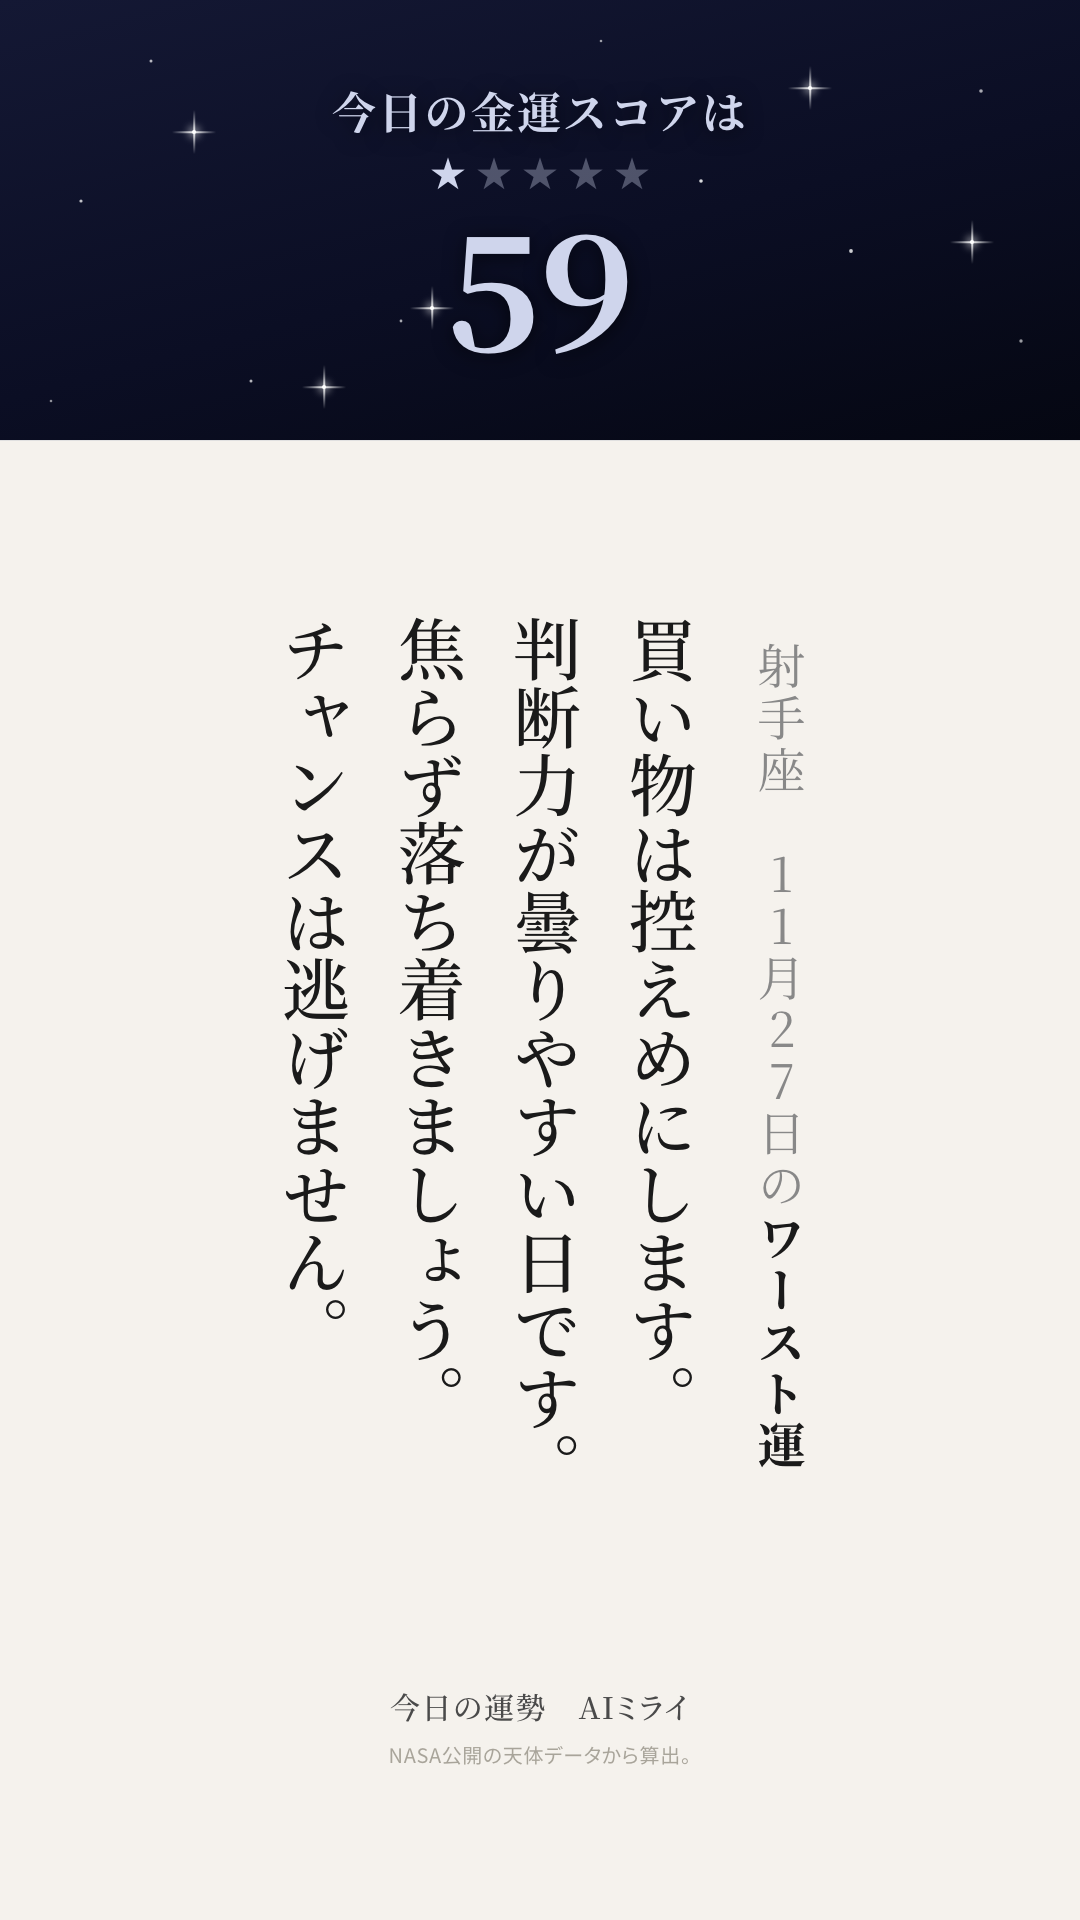 今日の金運スコアは
★★★★★
59
射手座　11月27日のワースト運
買い物は控えめにします。
判断力が曇りやすい日です。
焦らず落ち着きましょう。
チャンスは逃げません。
今日の運勢　AIミライ
NASA公開の天体データから算出。